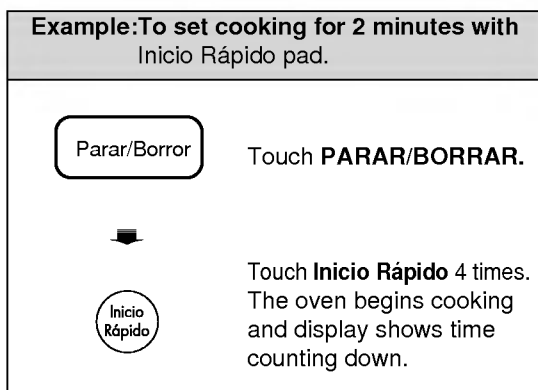 Example:To set cooking for 2 minutes with
Inicio Rápido pad.
Parar/Borror
Touch PARAR/BORRAR.
Touch Inicio Rápido 4 times.
The oven begins cooking
and display shows time
counting down.
Inicio
Rápido